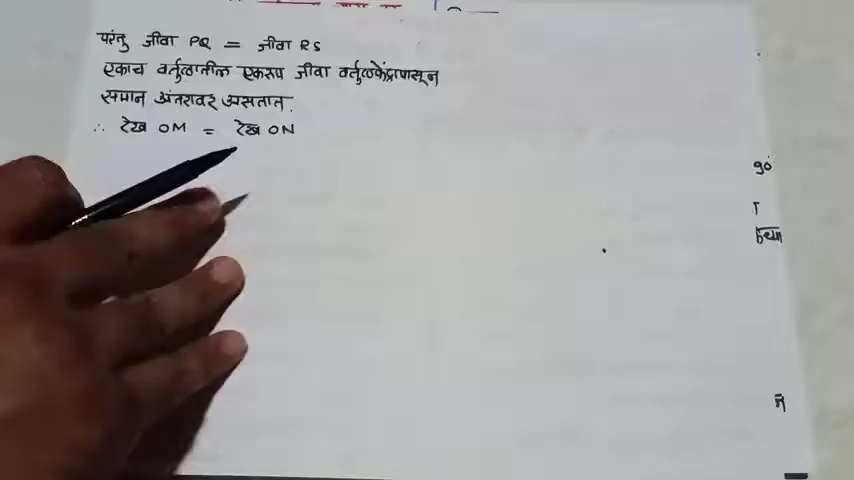 परंतु जीवा PQ = जीवा RS
एकाच वर्तुळातील एकरूप जीवा वर्तुळकेंद्रापासून
समान अंतरावर असतात.
∴ रेख OM = रेख ON